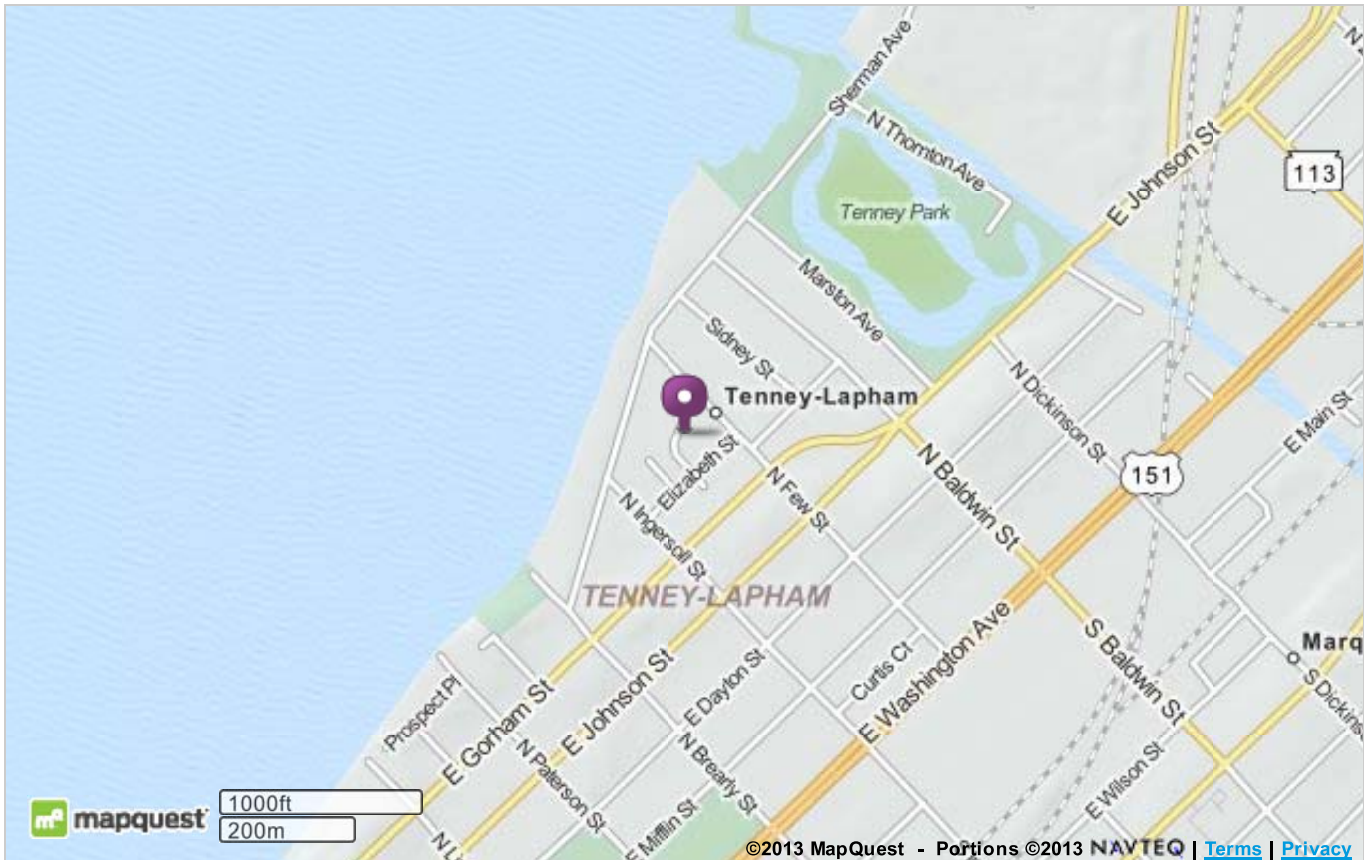 Sherman Ave
N Thornton Ave
E Johnson St
113
Tenney Park
Marston Ave
Sidney St
Tenney-Lapham
N Dickinson St
E Main St
151
Elizabeth St
N Few St
N Baldwin St
N Ingersoll St
TENNEY-LAPHAM
E Washington Ave
S Baldwin St
Curtis Ct
Marq
S Dickins
E Dayton St
E Johnson St
E Gorham St
Prospect Pl
N Paterson St
N Brearly St
E Mifflin St
E Wilson St
mapquest
1000ft
200m
©2013 MapQuest - Portions ©2013 NAVTEQ | Terms | Privacy